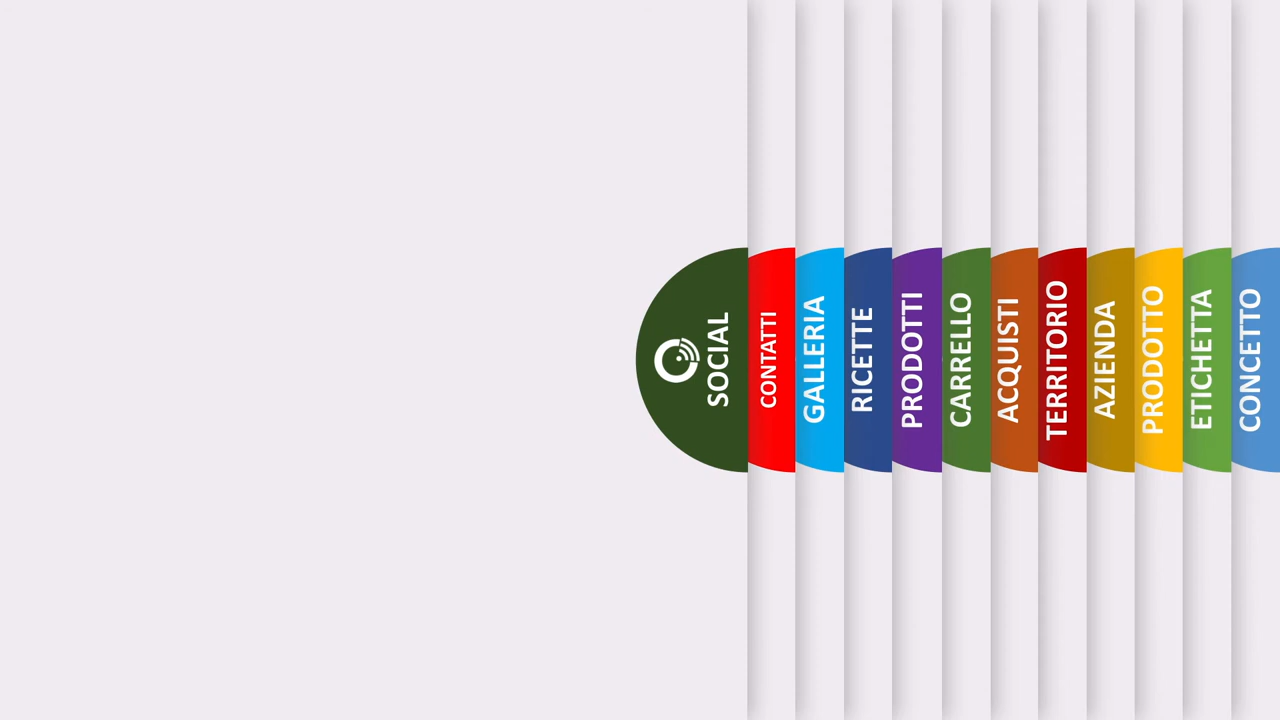 SOCIAL
CONTATTI
GALLERIA
RICETTE
PRODOTTI
CARRELLO
ACQUISTI
TERRITORIO
AZIENDA
PRODOTTO
ETICHETTA
CONCETTO